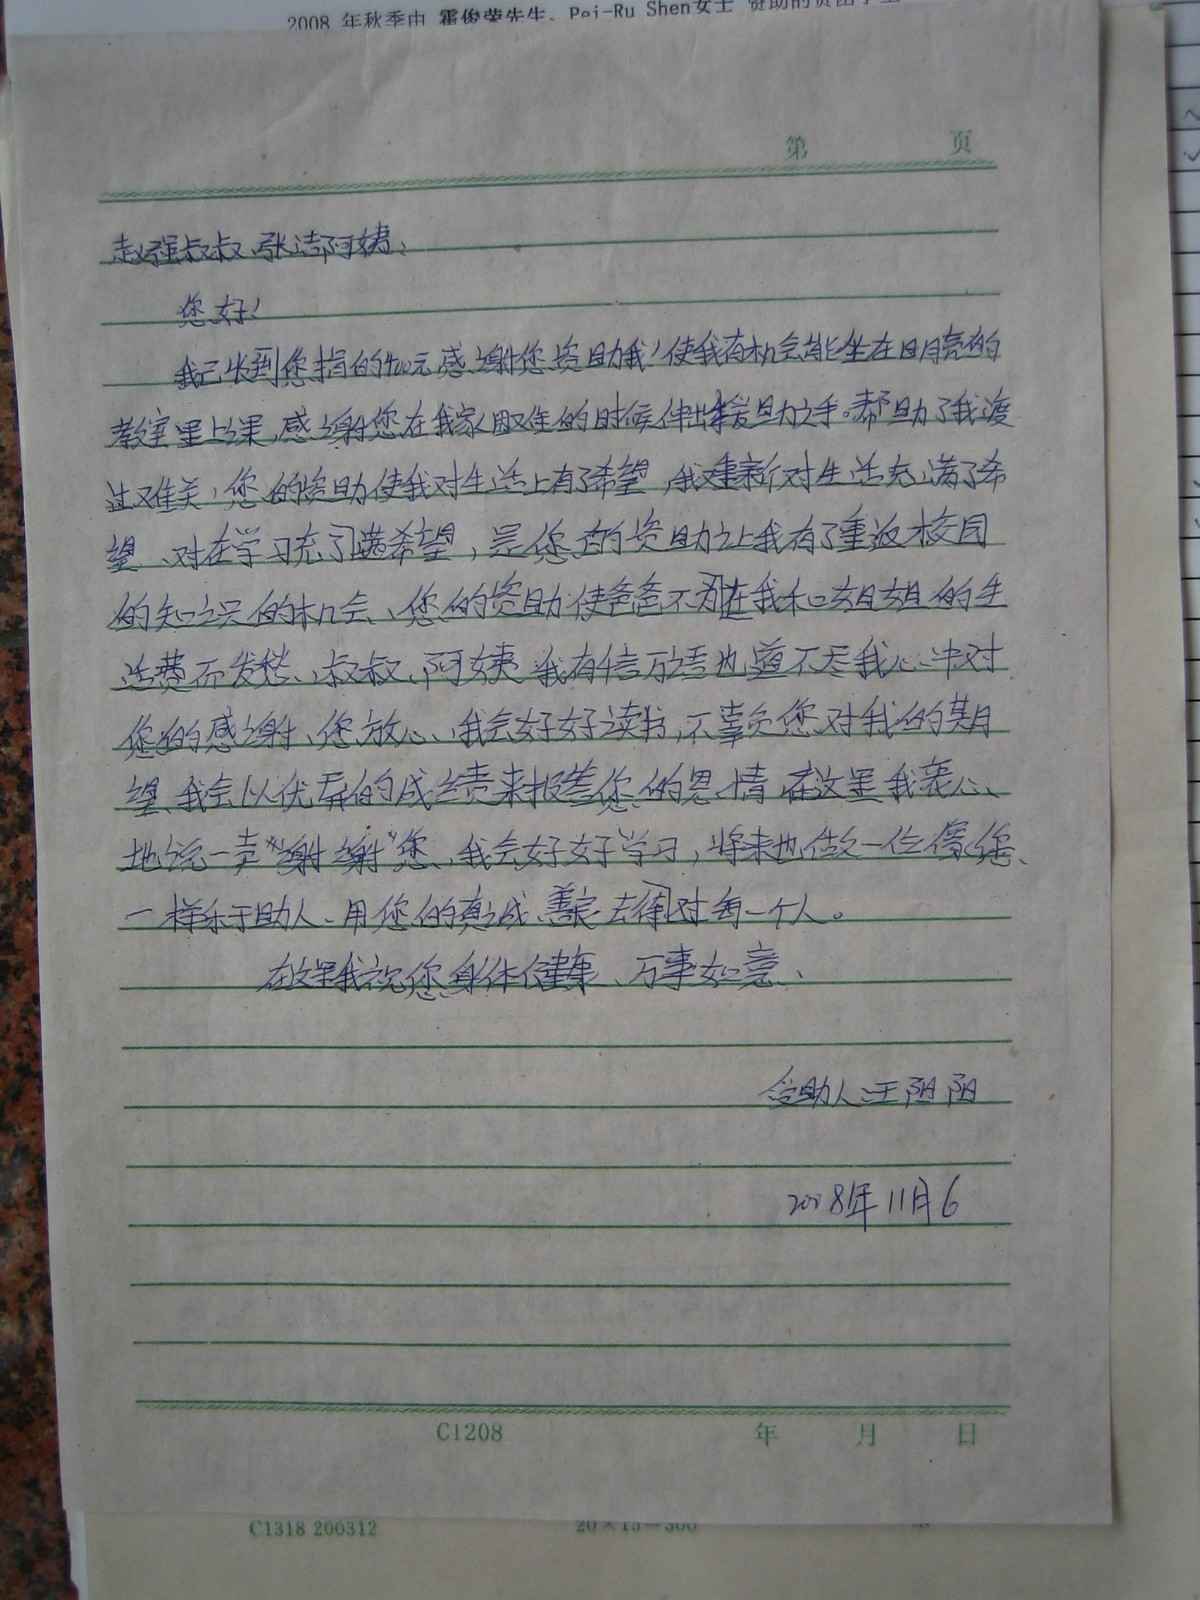 2008 年秋季由 霍俊荣先生、Pei-Ru Shen女士 资助的贫困学生
第 页
赵强叔叔、张洁阿姨、
您好！
我已收到您捐的400元感谢您资助我！使我有机会能坐在明亮的
教室里上课，感谢您在我家困难的时候伸出援助之手。帮助了我渡
过难关，您的资助使我对生活上有了希望，我重新对生活充满了希
望、对在学习充了满希望，是您的资助让我有了重返校园
的知识的机会、您的资助使爸爸不为在我和姐姐的生
活费而发愁、叔叔、阿姨我有千言万语也道不尽我心中对
您的感谢、您放心、我会好好读书，不辜负您对我的期
望、我会以优异的成绩来报答您的恩情在这里我衷心、
地说一声“谢谢”您、我会好好学习，将来也做一位像您、
一样乐于助人、用您的真诚、善良去得对每一个人。
在这里我祝您身体健康、万事如意、
受助人：王阳阳
2008年11月6
C1208 年 月 日
C1318 200312 20×15=300